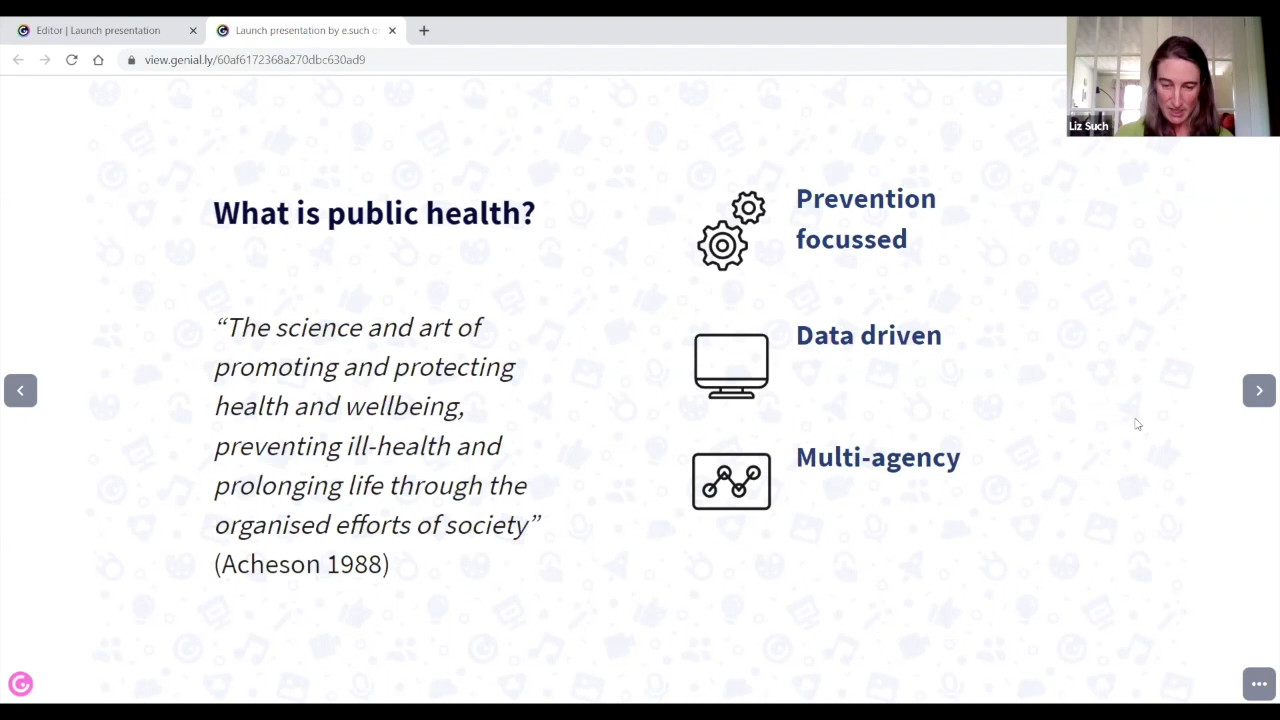 Editor | Launch presentation
Launch presentation by e.such o
view.genial.ly/60af6172368a270dbc630ad9
Liz Such
What is public health?
“The science and art of
promoting and protecting
health and wellbeing,
preventing ill-health and
prolonging life through the
organised efforts of society”
(Acheson 1988)
Prevention
focussed
Data driven
Multi-agency